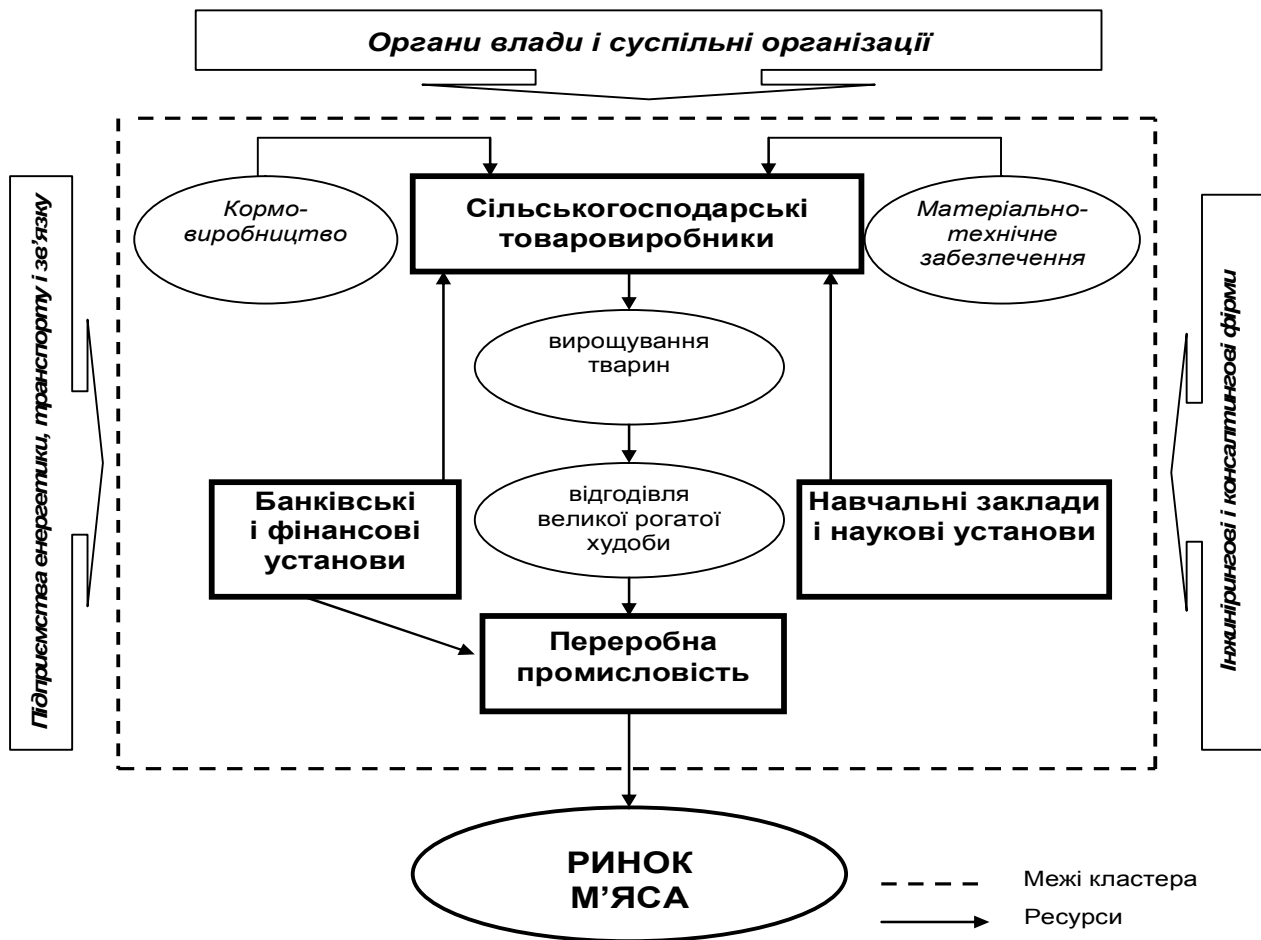 Органи влади і суспільні організації
Підприємства енергетики, транспорту і зв’язку
Кормо-
виробництво
Сільськогосподарські
товаровиробники
Матеріально-
технічне
забезпечення
вирощування
тварин
Банківські
і фінансові
установи
відгодівля
великої рогатої
худоби
Навчальні заклади
і наукові установи
Переробна
промисловість
Інжинірингові і консалтингові фірми
РИНОК
М’ЯСА
Межі кластера
Ресурси